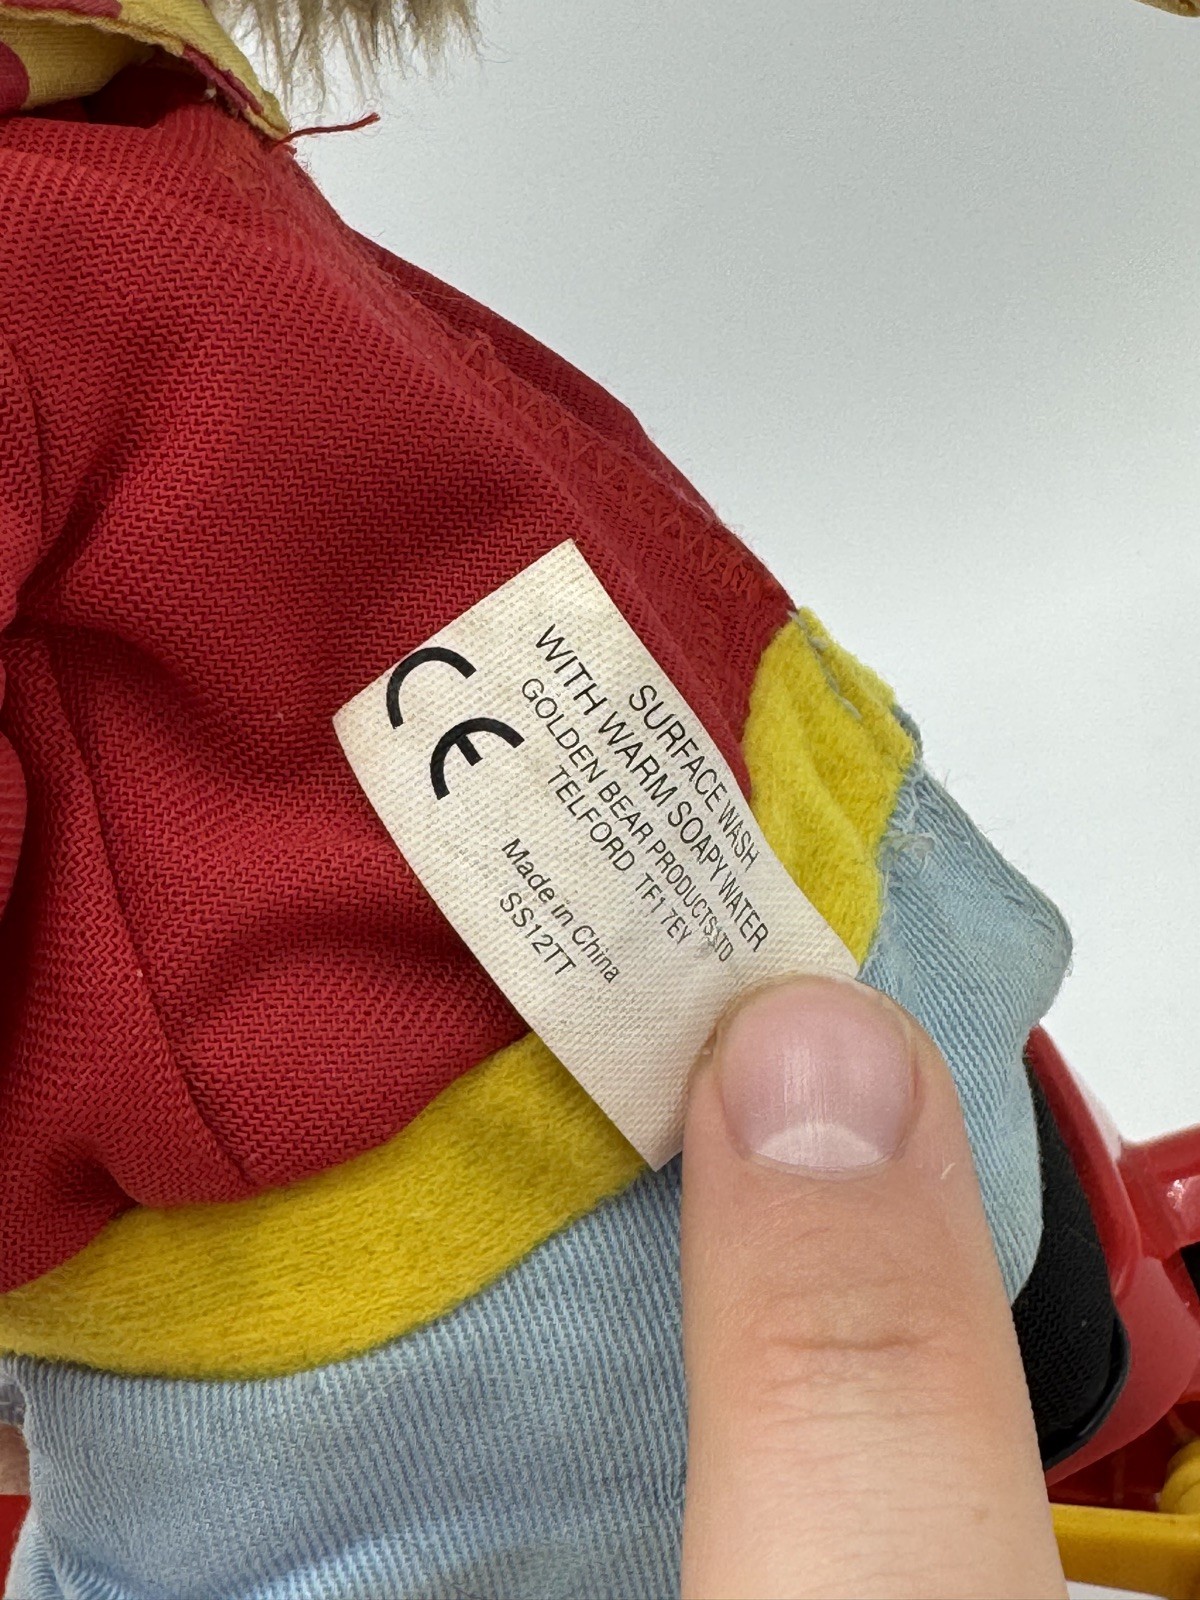 CE
SURFACE WASH
WITH WARM SOAPY WATER
GOLDEN BEAR PRODUCTS LTD
TELFORD TF1 7EY
Made in China
SS12TT